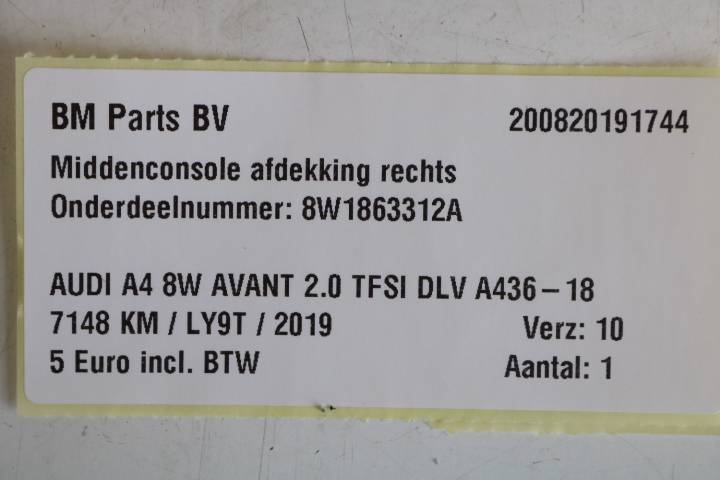 BM Parts BV 200820191744
Middenconsole afdekking rechts
Onderdeelnummer: 8W1863312A
AUDI A4 8W AVANT 2.0 TFSI DLV A436-18
7148 KM / LY9T / 2019 Verz: 10
5 Euro incl. BTW Aantal: 1